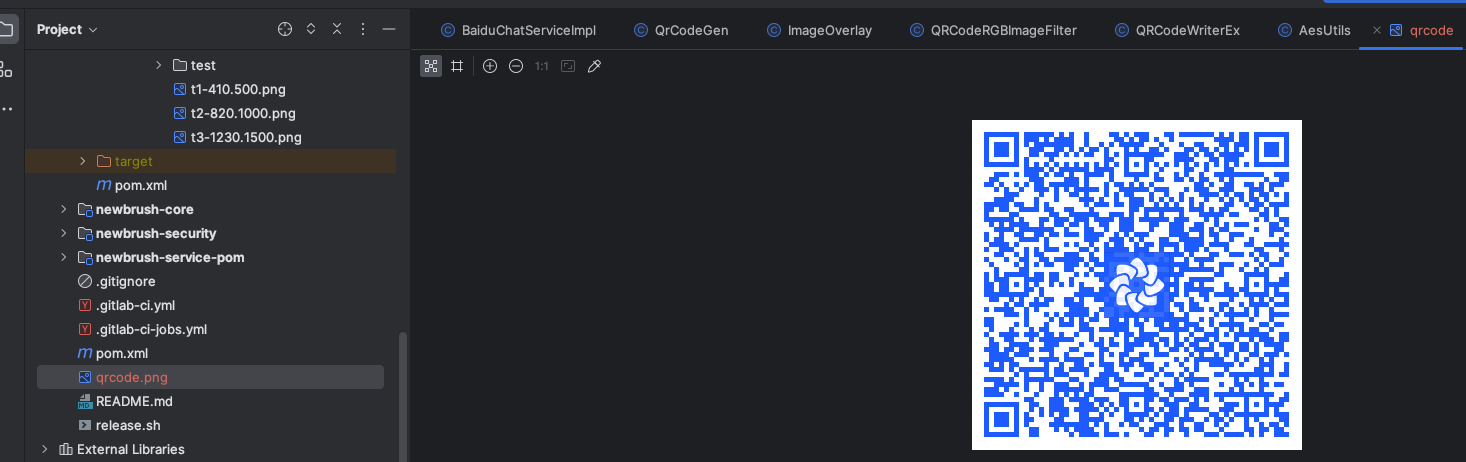 Project
BaiduChatServiceImpl
QrCodeGen
ImageOverlay
QRCodeRGBImageFilter
QRCodeWriterEx
AesUtils
qrcode
1:1
test
t1-410.500.png
t2-820.1000.png
t3-1230.1500.png
target
m pom.xml
newbrush-core
newbrush-security
newbrush-service-pom
.gitignore
Y .gitlab-ci.yml
Y .gitlab-ci-jobs.yml
m pom.xml
qrcode.png
MD README.md
release.sh
External Libraries